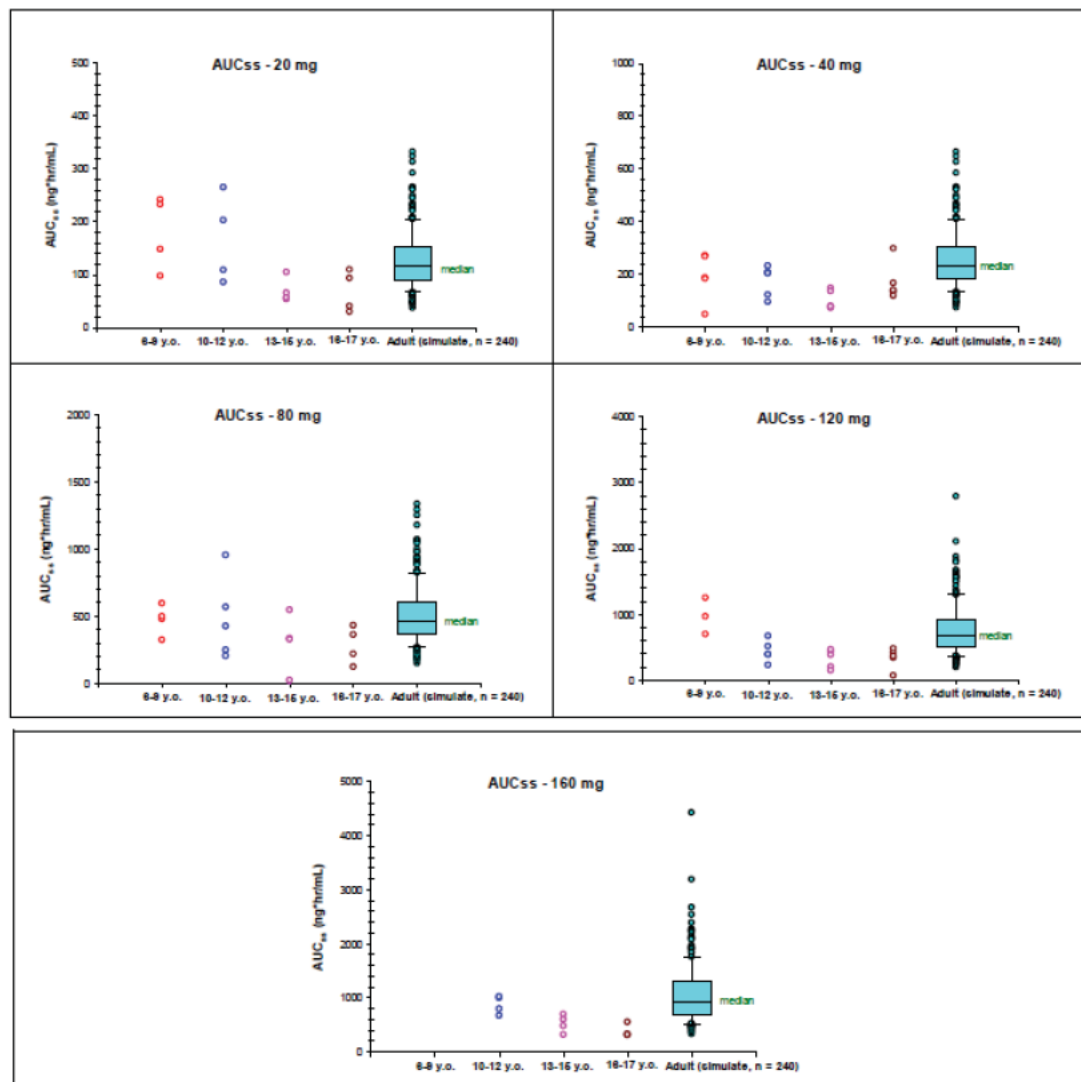 AUCss - 20 mg
500
400
300
200
100
0
AUCss (ng*hr/mL)
median
6-9 y.o. 10-12 y.o. 13-15 y.o. 16-17 y.o. Adult (simulate, n = 240)
AUCss - 40 mg
1000
800
600
400
200
0
AUCss (ng*hr/mL)
median
6-9 y.o. 10-12 y.o. 13-15 y.o. 16-17 y.o. Adult (simulate, n = 240)
AUCss - 80 mg
2000
1500
1000
500
0
AUCss (ng*hr/mL)
median
6-9 y.o. 10-12 y.o. 13-15 y.o. 16-17 y.o. Adult (simulate, n = 240)
AUCss - 120 mg
4000
3000
2000
1000
0
AUCss (ng*hr/mL)
median
6-9 y.o. 10-12 y.o. 13-15 y.o. 16-17 y.o. Adult (simulate, n = 240)
AUCss - 160 mg
5000
4000
3000
2000
1000
0
AUCss (ng*hr/mL)
median
6-9 y.o. 10-12 y.o. 13-15 y.o. 16-17 y.o. Adult (simulate, n = 240)